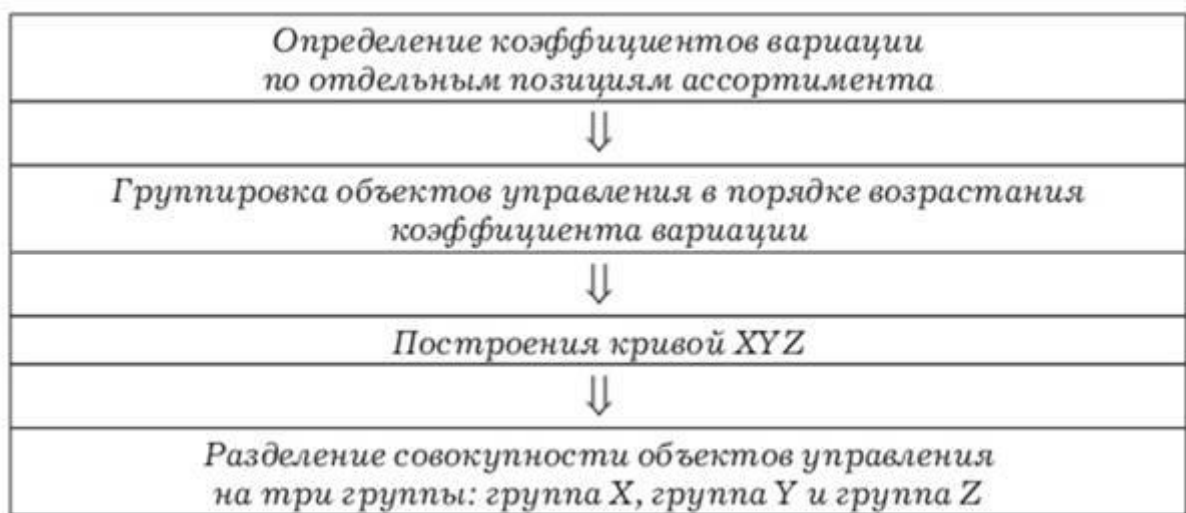 Определение коэффициентов вариации
по отдельным позициям ассортимента
⇓
Группировка объектов управления в порядке возрастания
коэффициента вариации
⇓
Построения кривой XYZ
⇓
Разделение совокупности объектов управления
на три группы: группа X, группа Y и группа Z